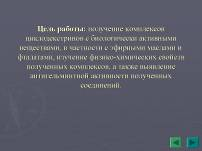 Цель работы: получение комплексов
циклодекстринов с биологически активными
веществами, в частности с эфирными маслами и
фталатами, изучение физико-химических свойств
полученных комплексов, а также выявление
антигельминтной активности полученных
соединений.